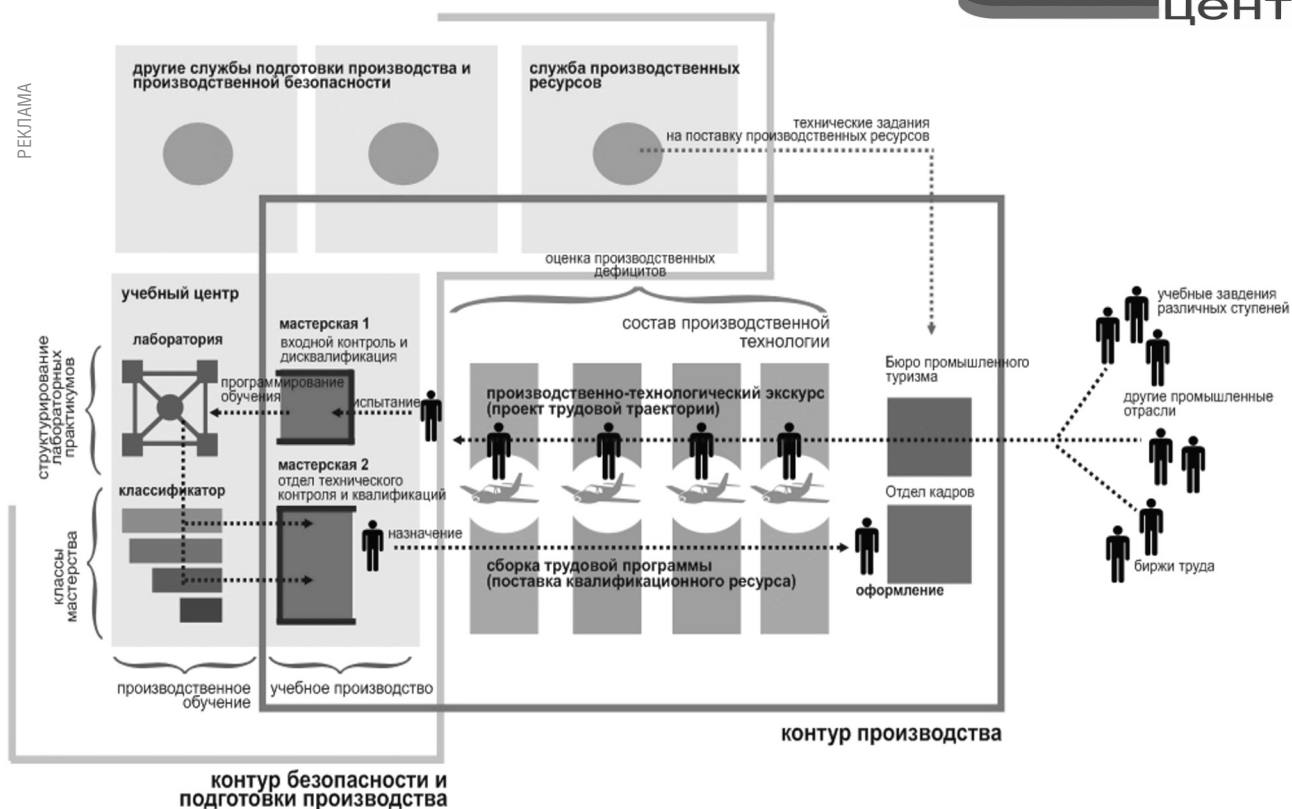 цент
РЕКЛАМА
другие службы подготовки производства и
производственной безопасности
служба производственных
ресурсов
технические задания
на поставку производственных ресурсов
оценка производственных
дефицитов
учебный центр
лаборатория
мастерская 1
входной контроль и
дисквалификация
состав производственной
технологии
учебные завдения
различных ступеней
Бюро промышленного
туризма
структурирование
лабораторных
практикумов
программирование
обучения
испытание
производственно-технологический экскурс
(проект трудовой траектории)
другие промышленные
отрасли
мастерская 2
отдел технического
контроля и квалификаций
классификатор
Отдел кадров
классы
мастерства
назначение
сборка трудовой программы
(поставка квалификационного ресурса)
оформление
биржи труда
производственное
обучение
учебное производство
контур производства
контур безопасности и
подготовки производства